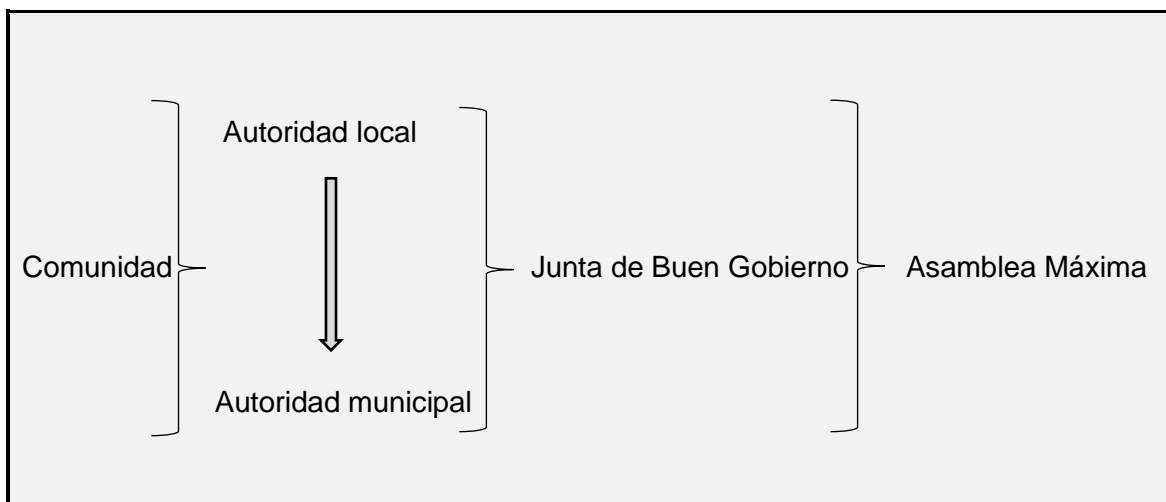 Autoridad local
Comunidad
Junta de Buen Gobierno
Asamblea Máxima
Autoridad municipal